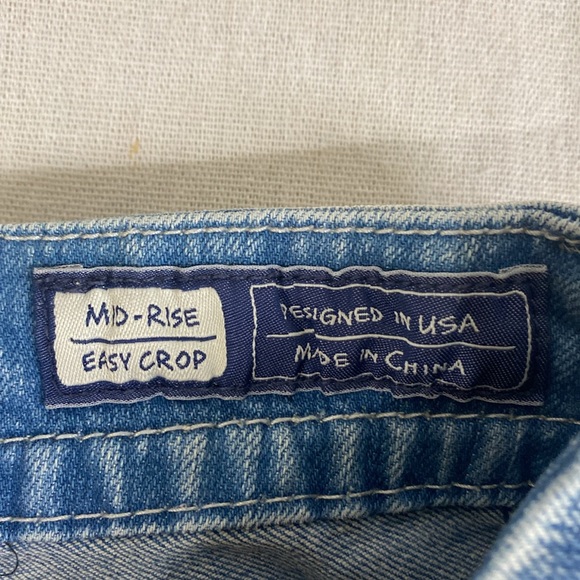 MID-RISE
EASY CROP
DESIGNED IN USA
MADE IN CHINA